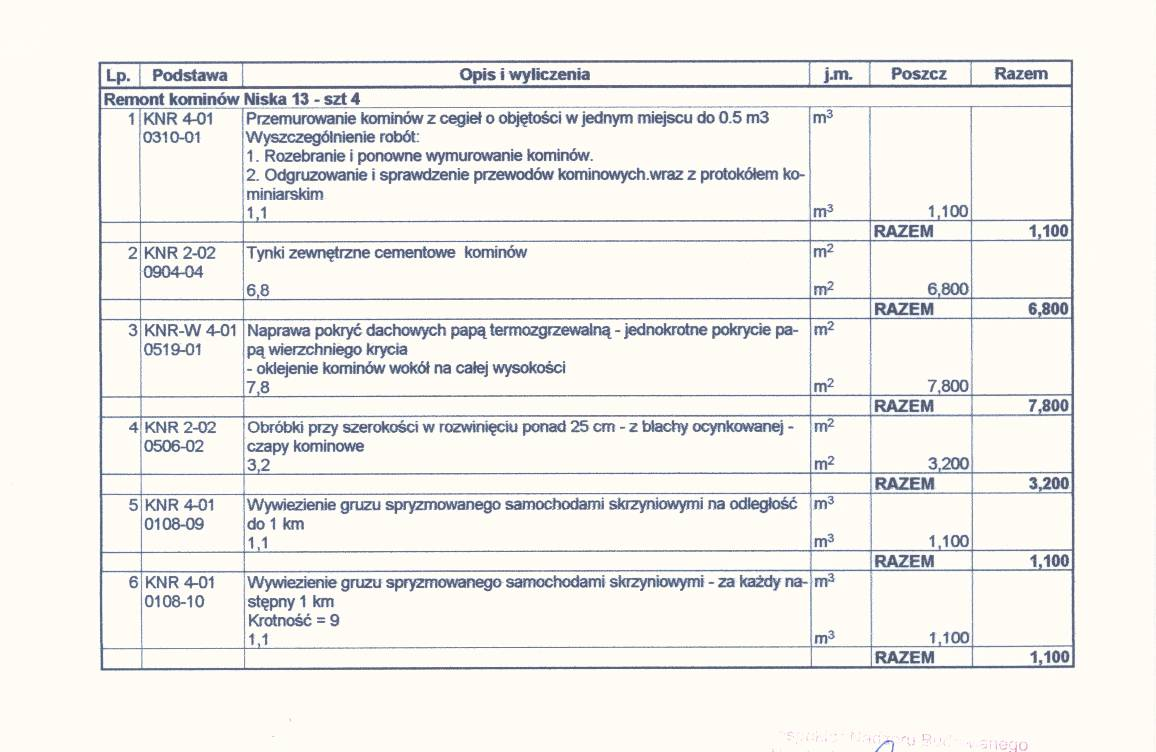 Lp. Podstawa Opis i wyliczenia j.m. Poszcz Razem
Remont kominów Niska 13 - szt 4
1 KNR 4-01 Przemurowanie kominów z cegieł o objętości w jednym miejscu do 0.5 m3 m3
0310-01 Wyszczególnienie robót:
1. Rozebranie i ponowne wymurowanie kominów.
2. Odgruzowanie i sprawdzenie przewodów kominowych.wraz z protokółem ko-
miniarskim
1,1 m3 1,100
RAZEM 1,100
2 KNR 2-02 Tynki zewnętrzne cementowe kominów m2
0904-04
6,8 m2 6,800
RAZEM 6,800
3 KNR-W 4-01 Naprawa pokryć dachowych papą termozgrzewalną - jednokrotne pokrycie pa- m2
0519-01 pą wierzchniego krycia
- oklejenie kominów wokół na całej wysokości
7,8 m2 7,800
RAZEM 7,800
4 KNR 2-02 Obróbki przy szerokości w rozwinięciu ponad 25 cm - z blachy ocynkowanej - m2
0506-02 czapy kominowe
3,2 m2 3,200
RAZEM 3,200
5 KNR 4-01 Wywiezienie gruzu spryzmowanego samochodami skrzyniowymi na odległość m3
0108-09 do 1 km
1,1 m3 1,100
RAZEM 1,100
6 KNR 4-01 Wywiezienie gruzu spryzmowanego samochodami skrzyniowymi - za każdy na- m3
0108-10 stępny 1 km
Krotność = 9
1,1 m3 1,100
RAZEM 1,100
Nadzoru